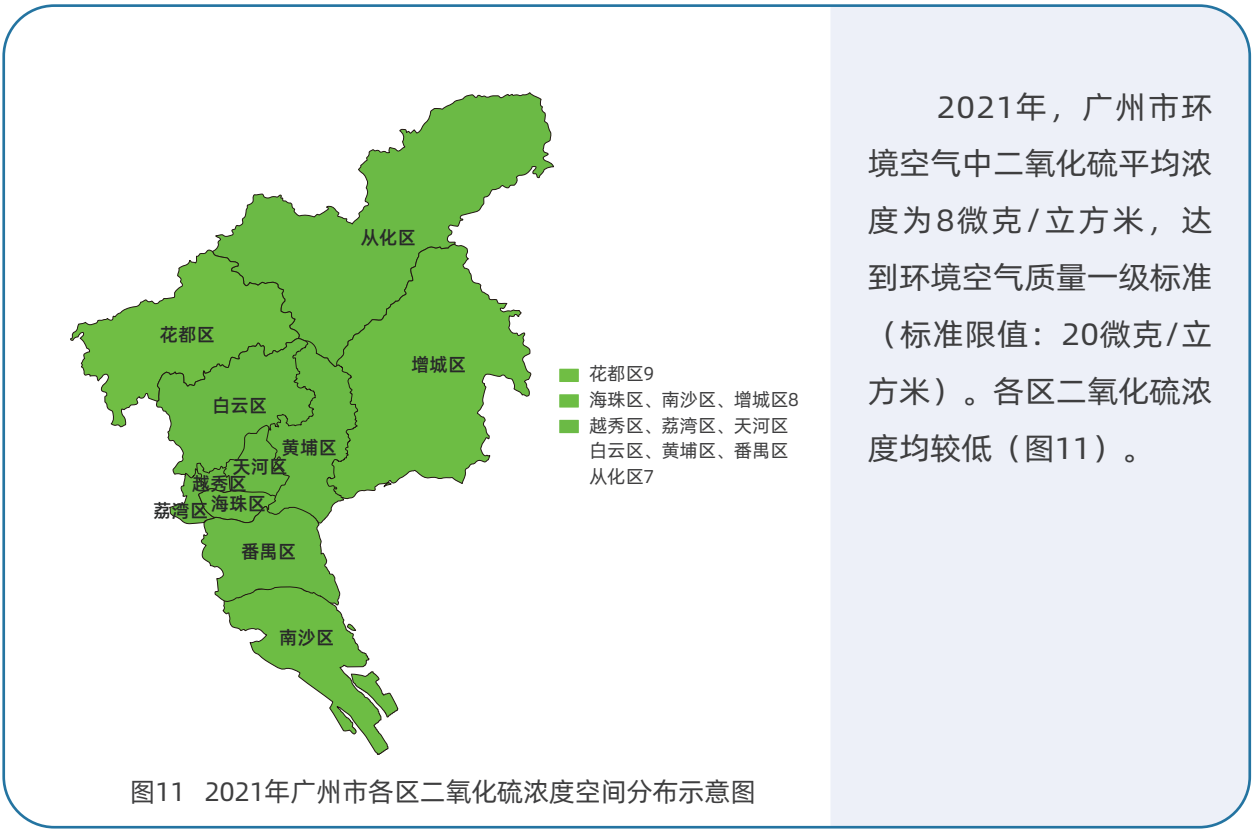 从化区
花都区
增城区
白云区
黄埔区
天河区
越秀区
海珠区
荔湾区
番禺区
南沙区
花都区9
海珠区、南沙区、增城区8
越秀区、荔湾区、天河区
白云区、黄埔区、番禺区
从化区7
图11 2021年广州市各区二氧化硫浓度空间分布示意图
2021年，广州市环
境空气中二氧化硫平均浓
度为8微克/立方米，达
到环境空气质量一级标准
（标准限值：20微克/立
方米）。各区二氧化硫浓
度均较低（图11）。